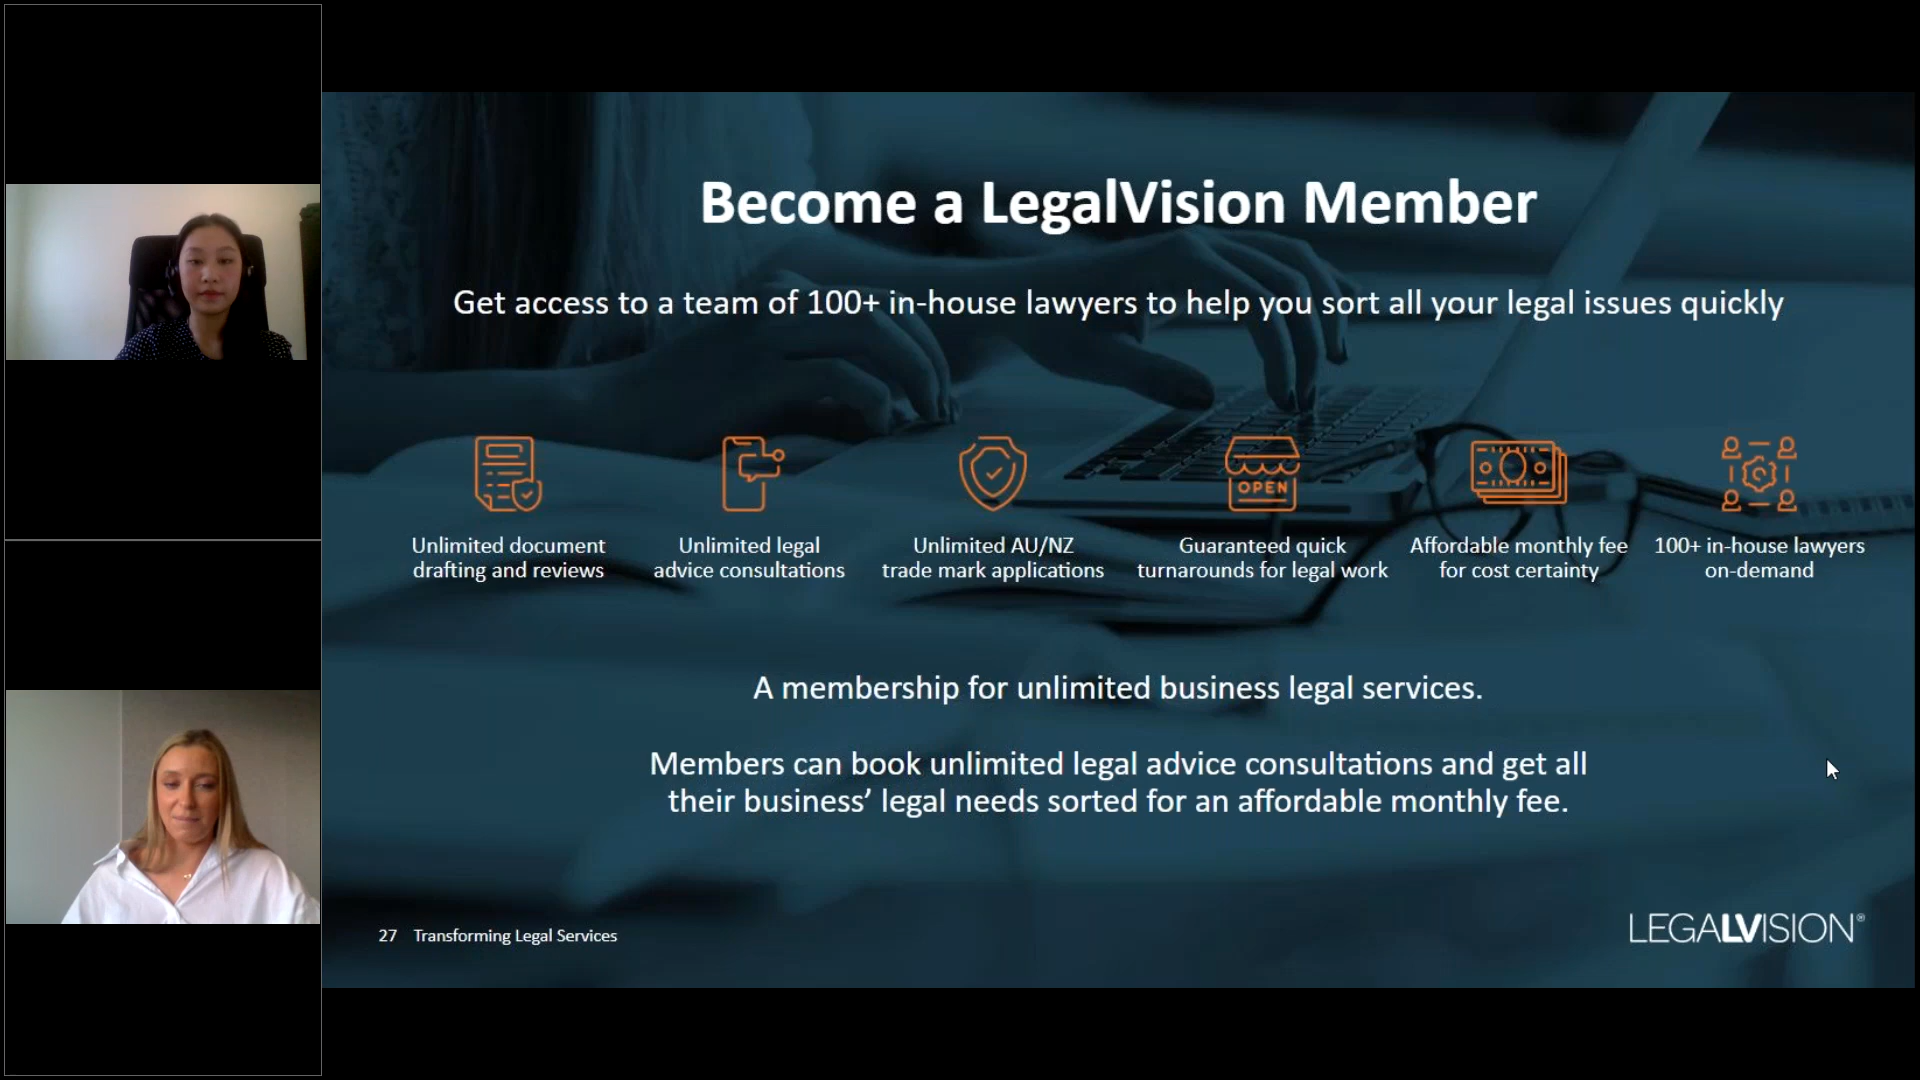 Become a LegalVision Member
Get access to a team of 100+ in-house lawyers to help you sort all your legal issues quickly
OPEN
Unlimited document
drafting and reviews
Unlimited legal
advice consultations
Unlimited AU/NZ
trade mark applications
Guaranteed quick
turnarounds for legal work
Affordable monthly fee
for cost certainty
100+ in-house lawyers
on-demand
A membership for unlimited business legal services.
Members can book unlimited legal advice consultations and get all
their business’ legal needs sorted for an affordable monthly fee.
27 Transforming Legal Services
LEGALVISION®